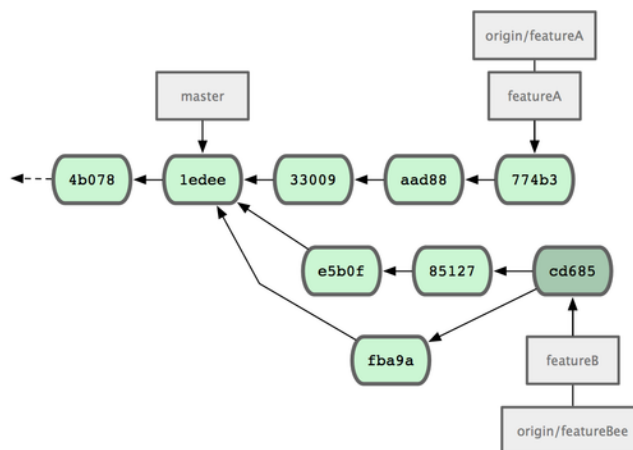 origin/featureA
master
featureA
4b078
1edee
33009
aad88
774b3
e5b0f
85127
cd685
fba9a
featureB
origin/featureBee